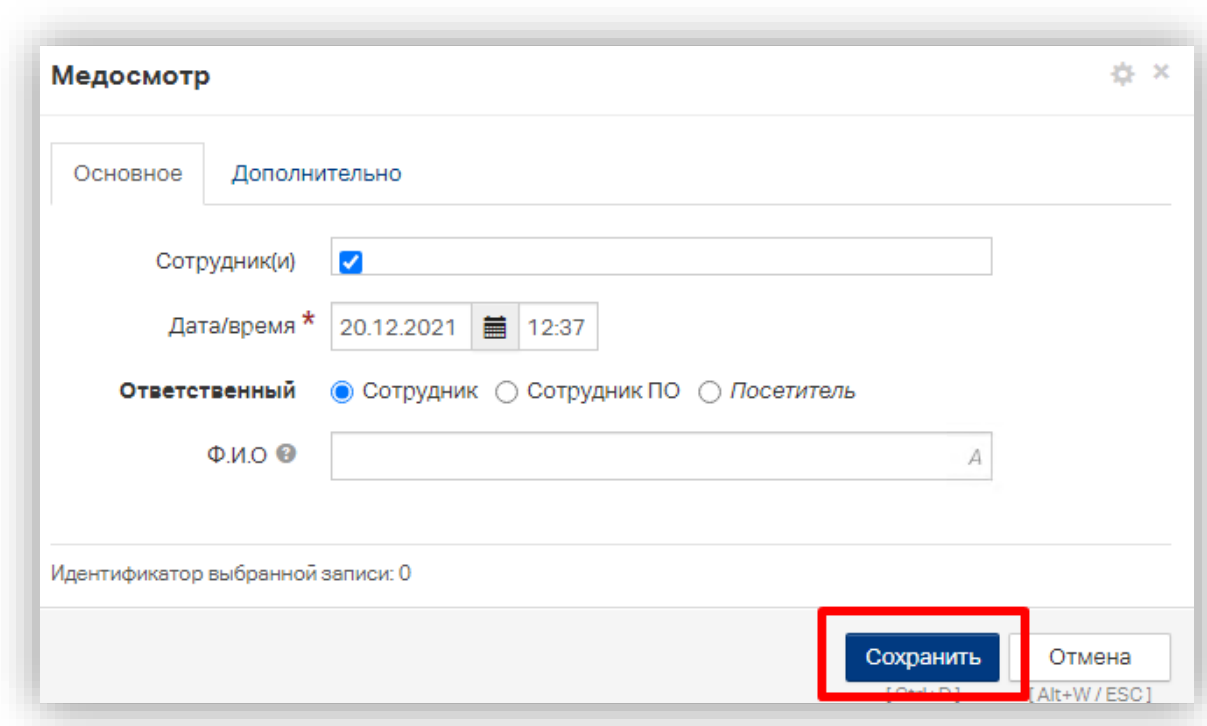 Медосмотр
Основное Дополнительно
Сотрудник(и)
Дата/время * 20.12.2021 12:37
Ответственный Сотрудник Сотрудник ПО Посетитель
Ф.И.О ? A
Идентификатор выбранной записи: 0
Сохранить Отмена
[ Alt+W / ESC ]